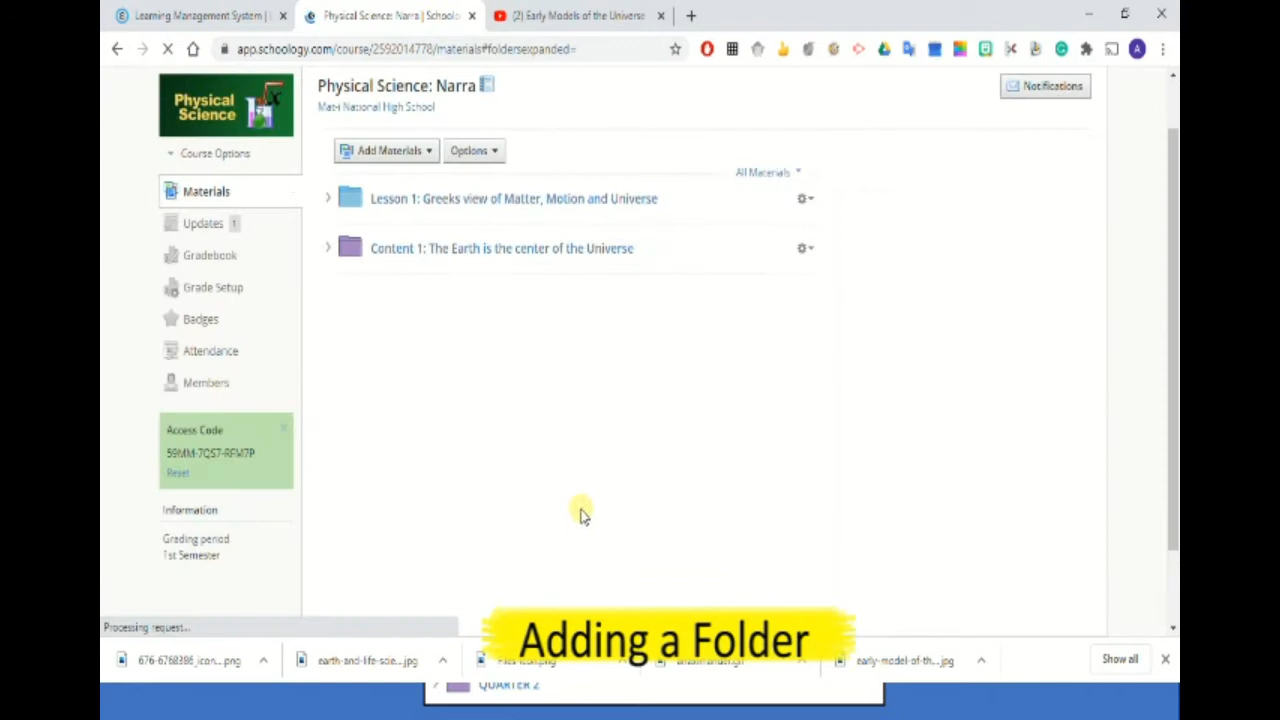 Learning Management System |
Physical Science: Narra | Schoolo
(2) Early Models of the Universe
app.schoology.com/course/2592014778/materials#foldersexpanded=
A
Physical
Science
Physical Science: Narra
Mat-i National High School
Notifications
Course Options
Add Materials
Options
All Materials
Materials
Lesson 1: Greeks view of Matter, Motion and Universe
Updates 1
Content 1: The Earth is the center of the Universe
Gradebook
Grade Setup
Badges
Attendance
Members
Access Code
Reset
Information
Grading period
1st Semester
Processing request...
Adding a Folder
676-6768386_icon...png
earth-and-life-scie...jpg
early-model-of-th...jpg
Show all
QUARTER 2